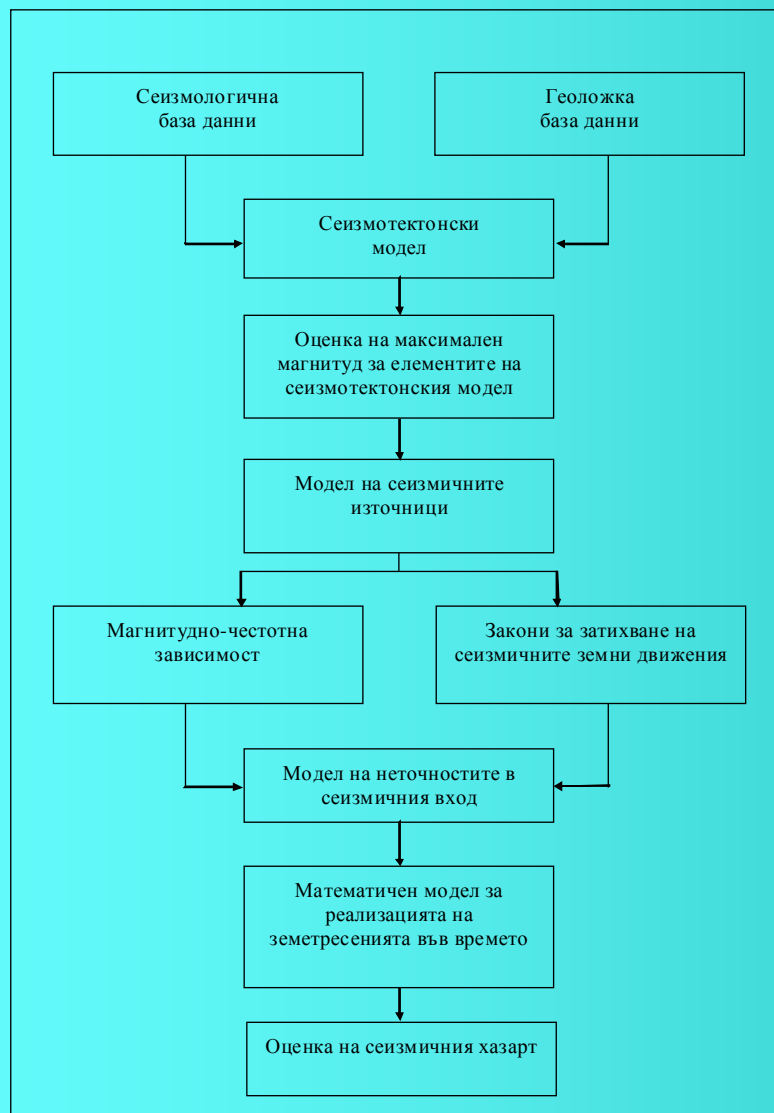 Сеизмологична
база данни
Геоложка
база данни
Сеизмотектонски
модел
Оценка на максимален
магнитуд за елементите на
сеизмотектонския модел
Модел на сеизмичните
източници
Магнитудно-честотна
зависимост
Закони за затихване на
сеизмичните земни движения
Модел на неточностите в
сеизмичния вход
Математичен модел за
реализацията на
земетресенията във времето
Оценка на сеизмичния хазарт